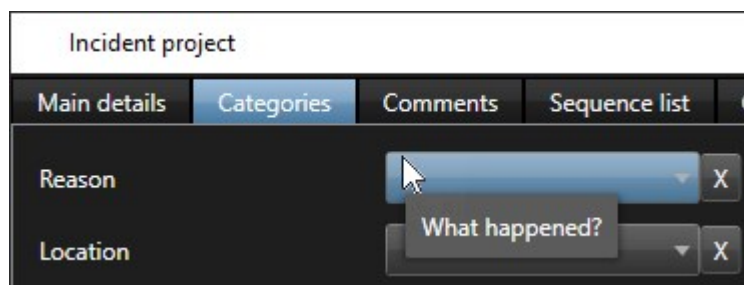 Incident project
Main details Categories Comments Sequence list
Reason X
What happened?
Location X